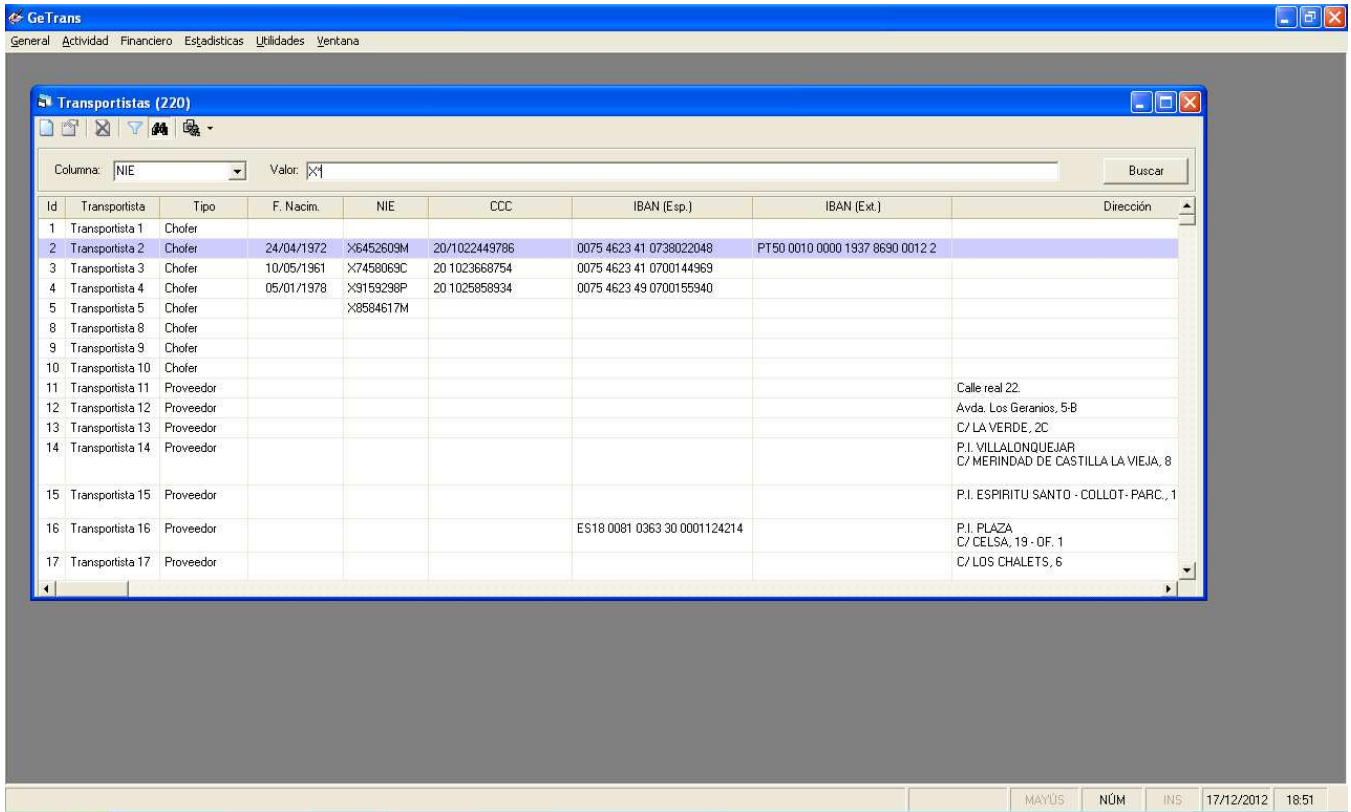 GeTrans
General Actividad Financiero Estadisticas Utilidades Ventana
Transportistas (220)
Columna: NIE Valor: X* Buscar
Id Transportista Tipo F. Nacim. NIE CCC IBAN (Esp.) IBAN (Ext.) Dirección
1 Transportista 1 Chofer
2 Transportista 2 Chofer 24/04/1972 X6452609M 20/1022449786 0075 4623 41 0738022048 PT50 0010 0000 1937 8690 0012 2
3 Transportista 3 Chofer 10/05/1961 X7458069C 20 1023668754 0075 4623 41 0700144969
4 Transportista 4 Chofer 05/01/1978 X9159298P 20 1025858934 0075 4623 49 0700155940
5 Transportista 5 Chofer X8584617M
8 Transportista 8 Chofer
9 Transportista 9 Chofer
10 Transportista 10 Chofer
11 Transportista 11 Proveedor Calle real 22.
12 Transportista 12 Proveedor Avda. Los Geranios, 5-B
13 Transportista 13 Proveedor C/ LA VERDE, 2C
14 Transportista 14 Proveedor P.I. VILLALONQUEJAR
C/ MERINDAD DE CASTILLA LA VIEJA, 8
15 Transportista 15 Proveedor P.I. ESPIRITU SANTO - COLLOT- PARC., 1
16 Transportista 16 Proveedor ES18 0081 0363 30 0001124214 P.I. PLAZA
C/ CELSA, 19 - OF. 1
17 Transportista 17 Proveedor C/ LOS CHALETS, 6
MAYÚS NÚM INS 17/12/2012 18:51